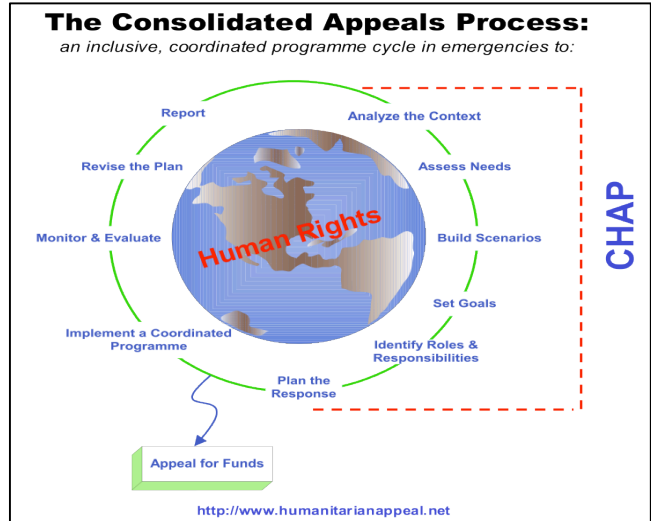 The Consolidated Appeals Process:
an inclusive, coordinated programme cycle in emergencies to:
Analyze the Context
Assess Needs
Build Scenarios
Set Goals
Identify Roles &
Responsibilities
Plan the
Response
Implement a Coordinated
Programme
Monitor & Evaluate
Revise the Plan
Report
Human Rights
CHAP
Appeal for Funds
http://www.humanitarianappeal.net